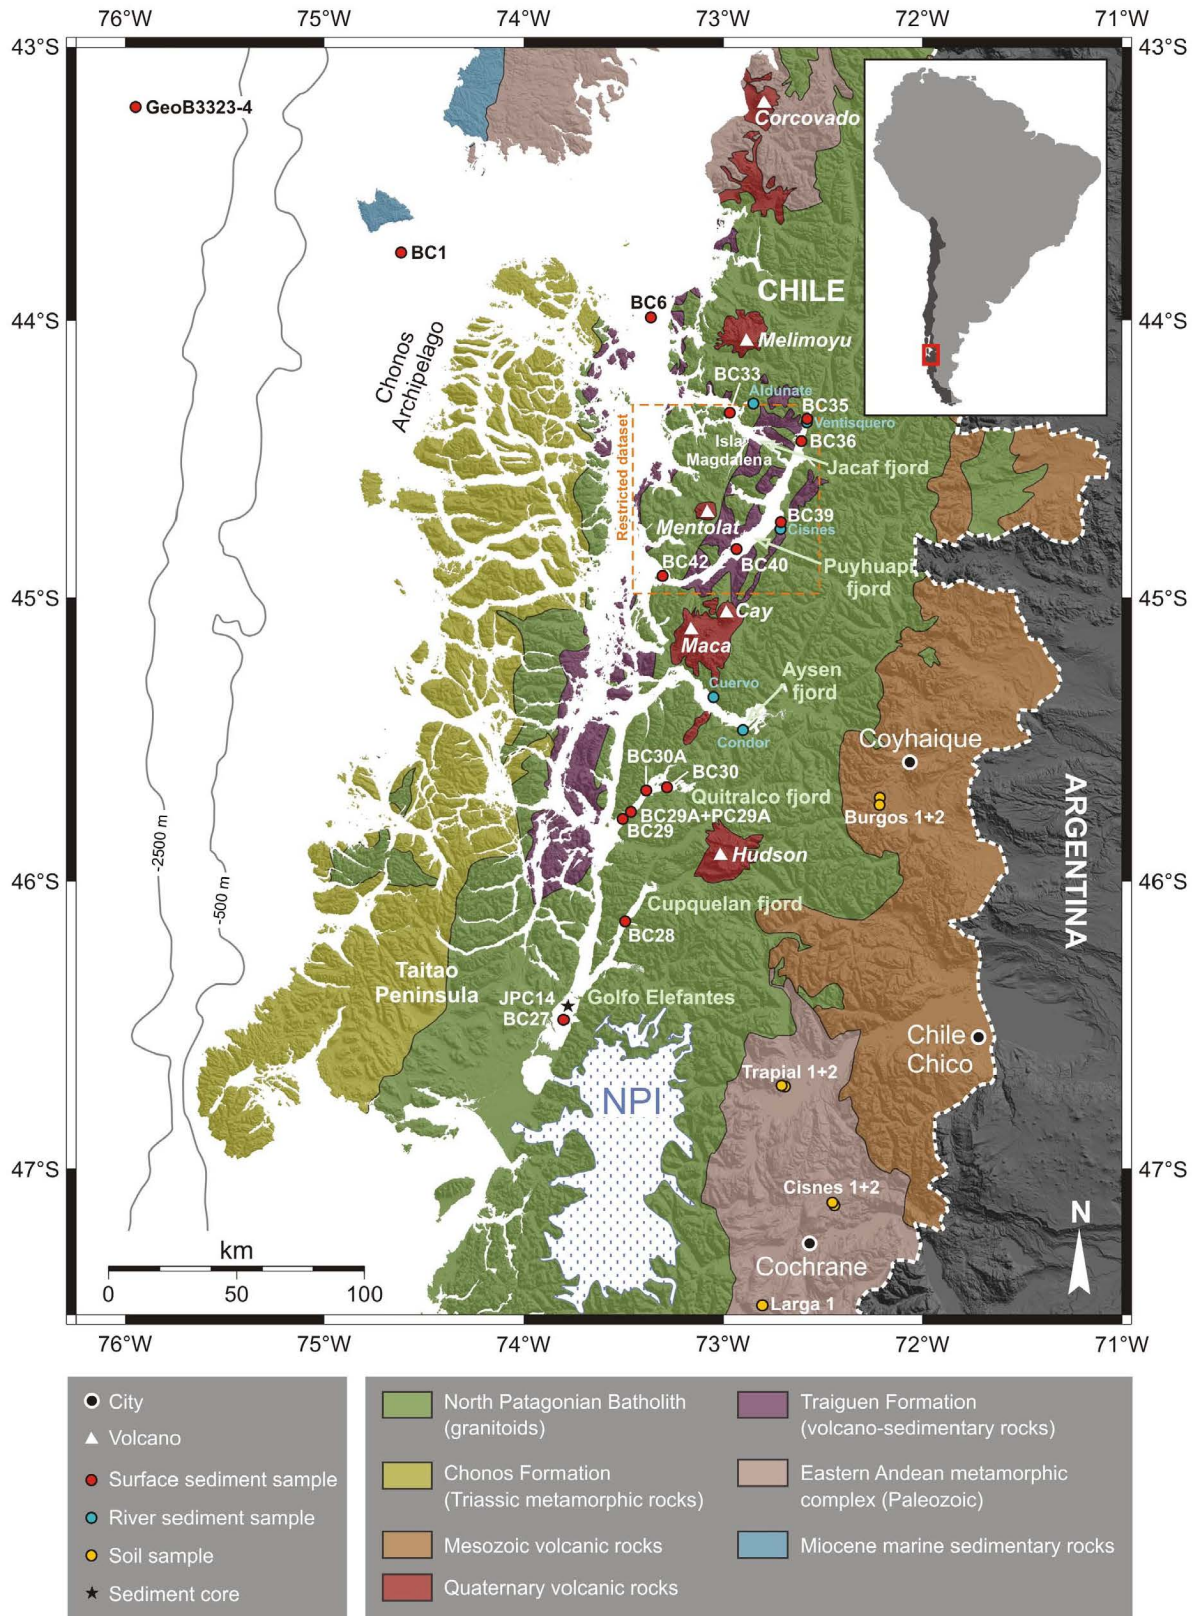 76°W
75°W
74°W
73°W
72°W
71°W
43°S
43°S
GeoB3323-4
Corcovado
BC1
CHILE
BC6
44°S
44°S
Chonos
Archipelago
Melimoyu
BC33
Aldunate
BC35
Ventisquero
BC36
Isla
Magdalena
Jacaf fjord
Restricted dataset
Mentolat
BC39
Cisnes
BC42
BC40
Puyhuapi
fjord
45°S
45°S
Cay
Maca
Aysen
fjord
Cuervo
Condor
Coyhaique
BC30A
BC30
Quitralco fjord
BC29A+PC29A
BC29
Burgos 1+2
ARGENTINA
-2500 m
-500 m
Hudson
46°S
46°S
Cupquelan fjord
BC28
Taitao
Peninsula
JPC14
Golfo Elefantes
BC27
Chile
Chico
Trapial 1+2
NPI
47°S
47°S
Cisnes 1+2
N
km
Cochrane
0
50
100
Larga 1
76°W
75°W
74°W
73°W
72°W
71°W
City
Volcano
Surface sediment sample
River sediment sample
Soil sample
Sediment core
North Patagonian Batholith
(granitoids)
Chonos Formation
(Triassic metamorphic rocks)
Mesozoic volcanic rocks
Quaternary volcanic rocks
Traiguen Formation
(volcano-sedimentary rocks)
Eastern Andean metamorphic
complex (Paleozoic)
Miocene marine sedimentary rocks